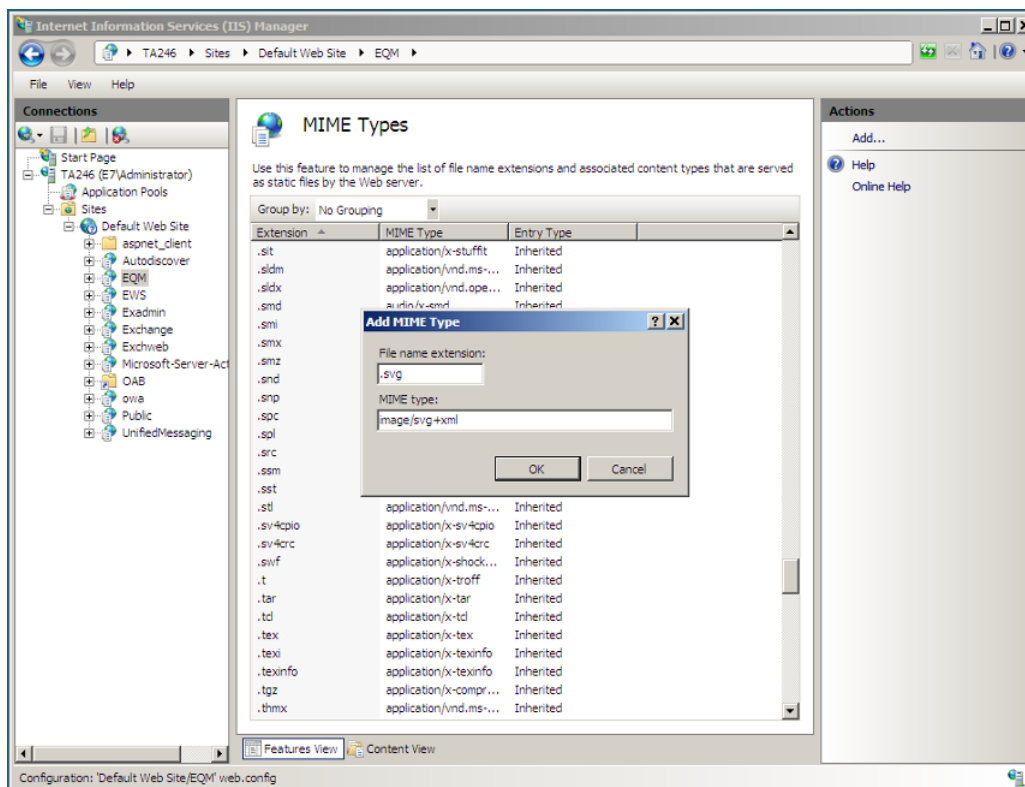 Internet Information Services (IIS) Manager
TA246 Sites Default Web Site EQM
File View Help
Connections
Start Page
TA246 (E7\Administrator)
Application Pools
Sites
Default Web Site
aspnet_client
Autodiscover
EQM
EWS
Exadmin
Exchange
Exchweb
Microsoft-Server-Act
OAB
owa
Public
UnifiedMessaging
MIME Types
Use this feature to manage the list of file name extensions and associated content types that are served
as static files by the Web server.
Group by: No Grouping
Extension MIME Type Entry Type
.sit application/x-stuffit Inherited
.sldm application/vnd.ms-... Inherited
.sldx application/vnd.ope... Inherited
.smd audio/x-smd Inherited
.smi
.smx
.smz
.snd
.snp
.spc
.spl
.src
.ssm
.sst
.stl application/vnd.ms-... Inherited
.sv4cpio application/x-sv4cpio Inherited
.sv4crc application/x-sv4crc Inherited
.swf application/x-shock... Inherited
.t application/x-troff Inherited
.tar application/x-tar Inherited
.tcl application/x-tcl Inherited
.tex application/x-tex Inherited
.texi application/x-texinfo Inherited
.texinfo application/x-texinfo Inherited
.tgz application/x-compr... Inherited
.thmx application/vnd.ms-... Inherited
Add MIME Type
File name extension:
.svg
MIME type:
image/svg+xml
OK Cancel
Features View Content View
Actions
Add...
Help
Online Help
Configuration: 'Default Web Site/EQM' web.config